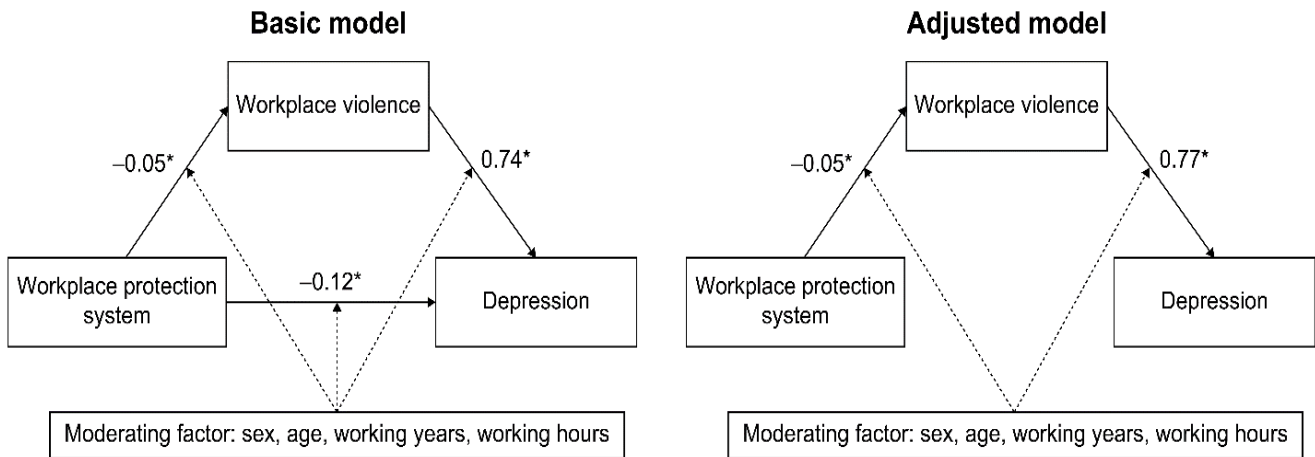 Basic model
Workplace violence
–0.05*
0.74*
Workplace protection
system
–0.12*
Depression
Moderating factor: sex, age, working years, working hours
Adjusted model
Workplace violence
–0.05*
0.77*
Workplace protection
system
Depression
Moderating factor: sex, age, working years, working hours